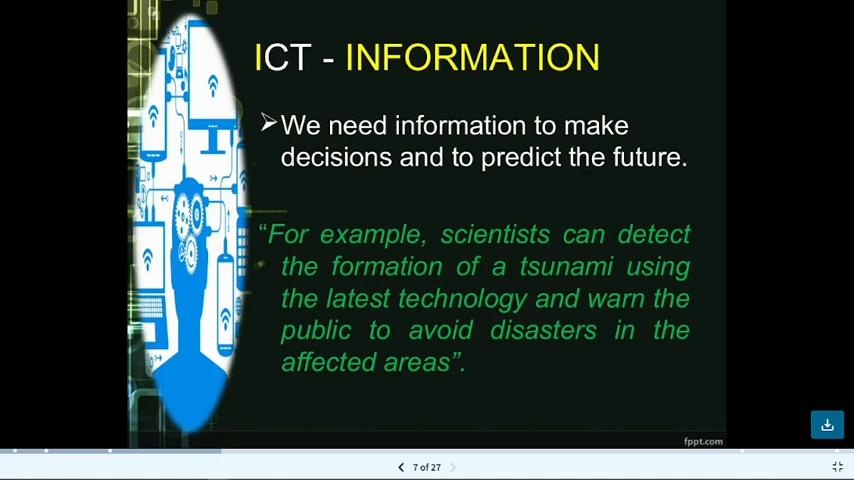 ICT - INFORMATION
➢We need information to make
decisions and to predict the future.
“For example, scientists can detect
the formation of a tsunami using
the latest technology and warn the
public to avoid disasters in the
affected areas”.
fppt.com
7 of 27